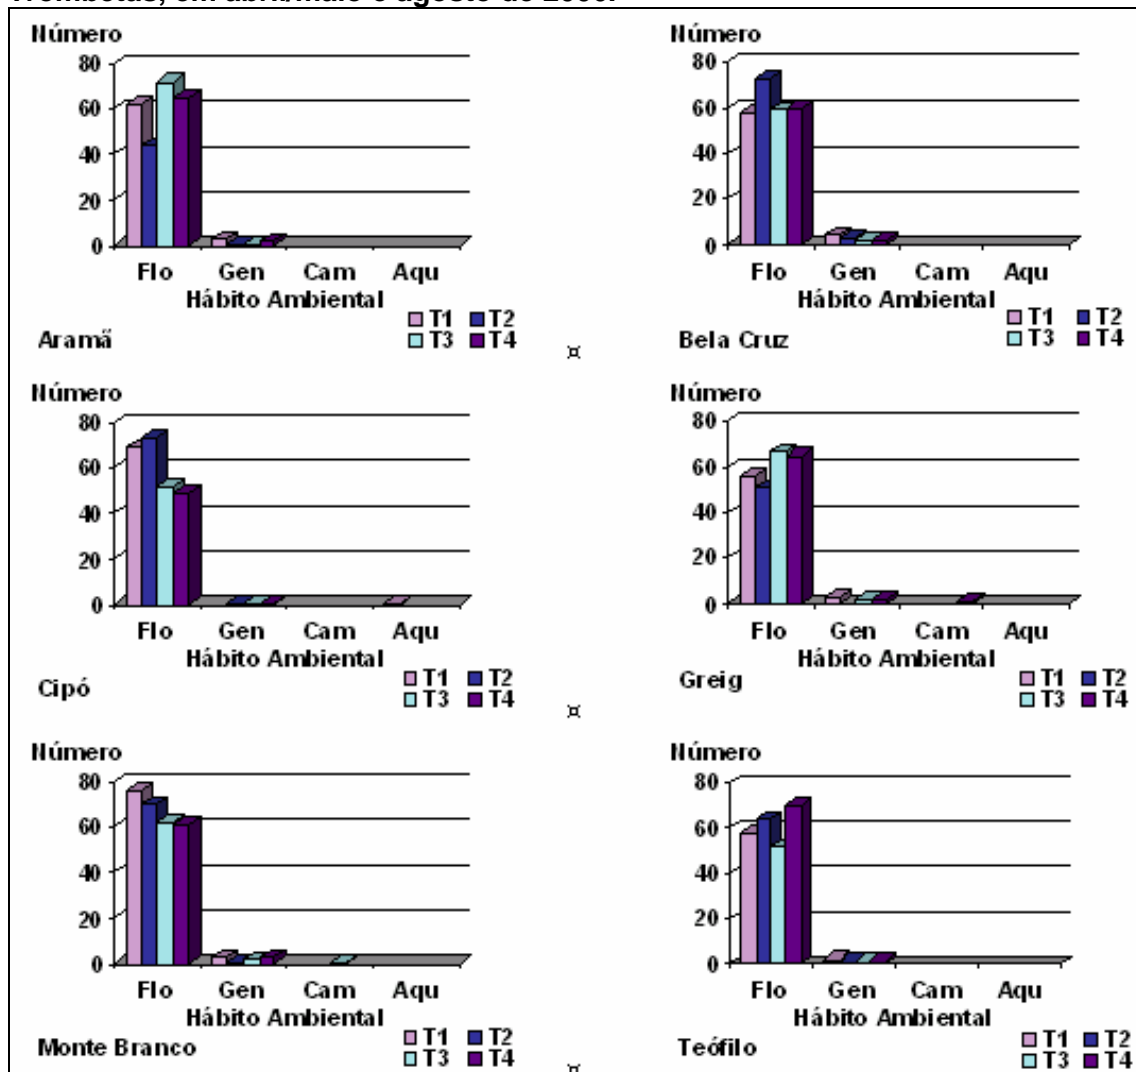 Trombetas, em abril/maio e agosto de 2006.
Número
80
60
40
20
0
Flo Gen Cam Aqu
Hábito Ambiental
T1 T2
T3 T4
Aramã
¤
Número
80
60
40
20
0
Flo Gen Cam Aqu
Hábito Ambiental
T1 T2
T3 T4
Bela Cruz
Número
80
60
40
20
0
Flo Gen Cam Aqu
Hábito Ambiental
T1 T2
T3 T4
Cipó
¤
Número
80
60
40
20
0
Flo Gen Cam Aqu
Hábito Ambiental
T1 T2
T3 T4
Greig
Número
80
60
40
20
0
Flo Gen Cam Aqu
Hábito Ambiental
T1 T2
T3 T4
Monte Branco
¤
Número
80
60
40
20
0
Flo Gen Cam Aqu
Hábito Ambiental
T1 T2
T3 T4
Teófilo